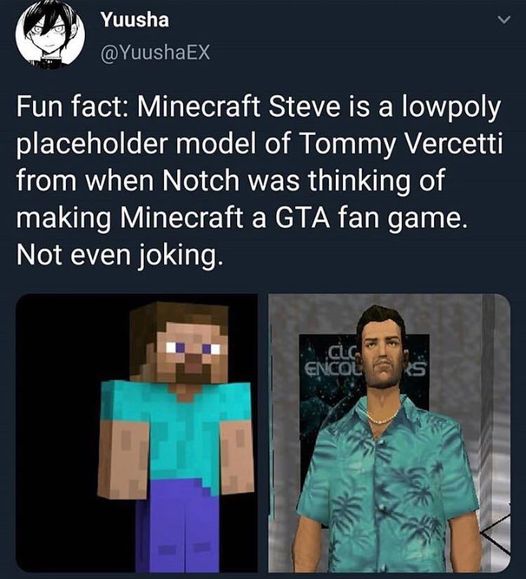 Yuusha
@YuushaEX
Fun fact: Minecraft Steve is a lowpoly
placeholder model of Tommy Vercetti
from when Notch was thinking of
making Minecraft a GTA fan game.
Not even joking.